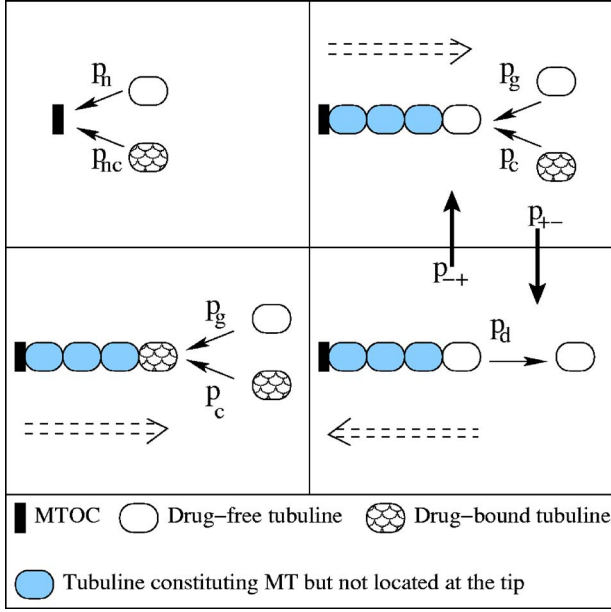 p_n
p_nc
p_g
p_c
p_+-
p_-+
p_g
p_c
p_d
MTOC
Drug-free tubuline
Drug-bound tubuline
Tubuline constituting MT but not located at the tip